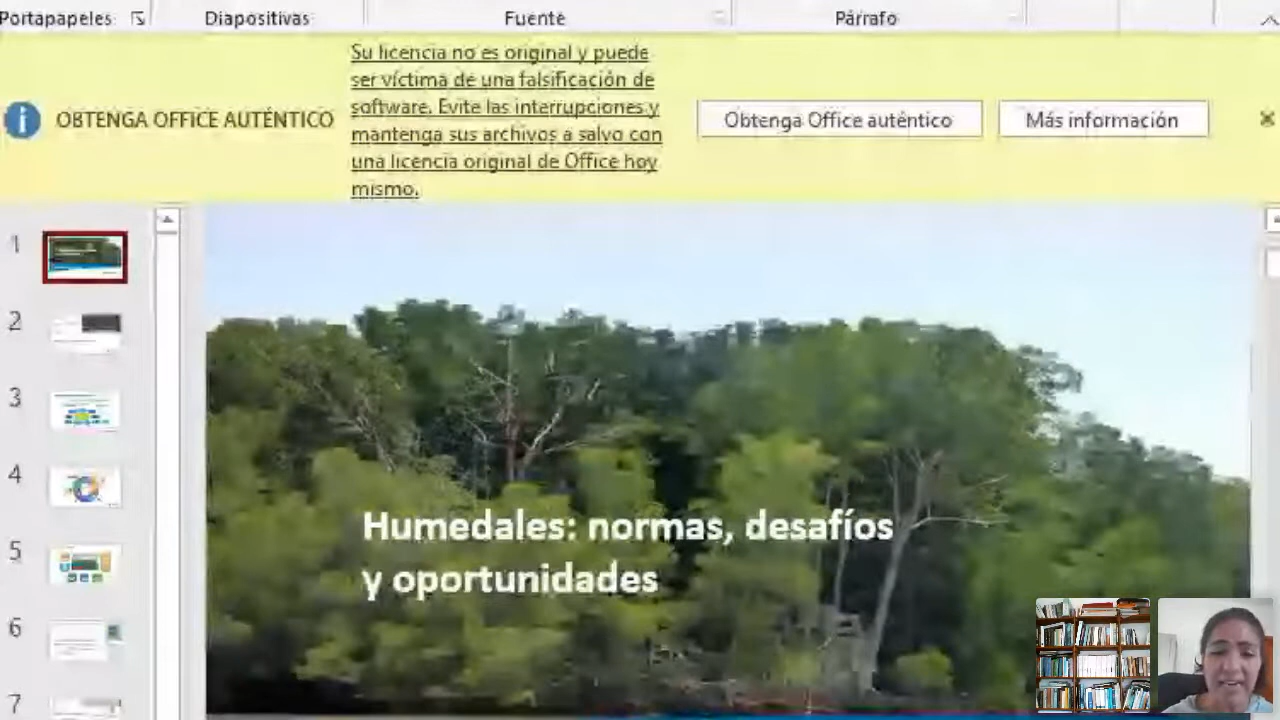 Portapapeles
Diapositivas
Fuente
Párrafo
OBTENGA OFFICE AUTÉNTICO
Su licencia no es original y puede
ser víctima de una falsificación de
software. Evite las interrupciones y
mantenga sus archivos a salvo con
una licencia original de Office hoy
mismo.
Obtenga Office auténtico
Más información
1
2
3
4
5
6
7
Humedales: normas, desafíos
y oportunidades